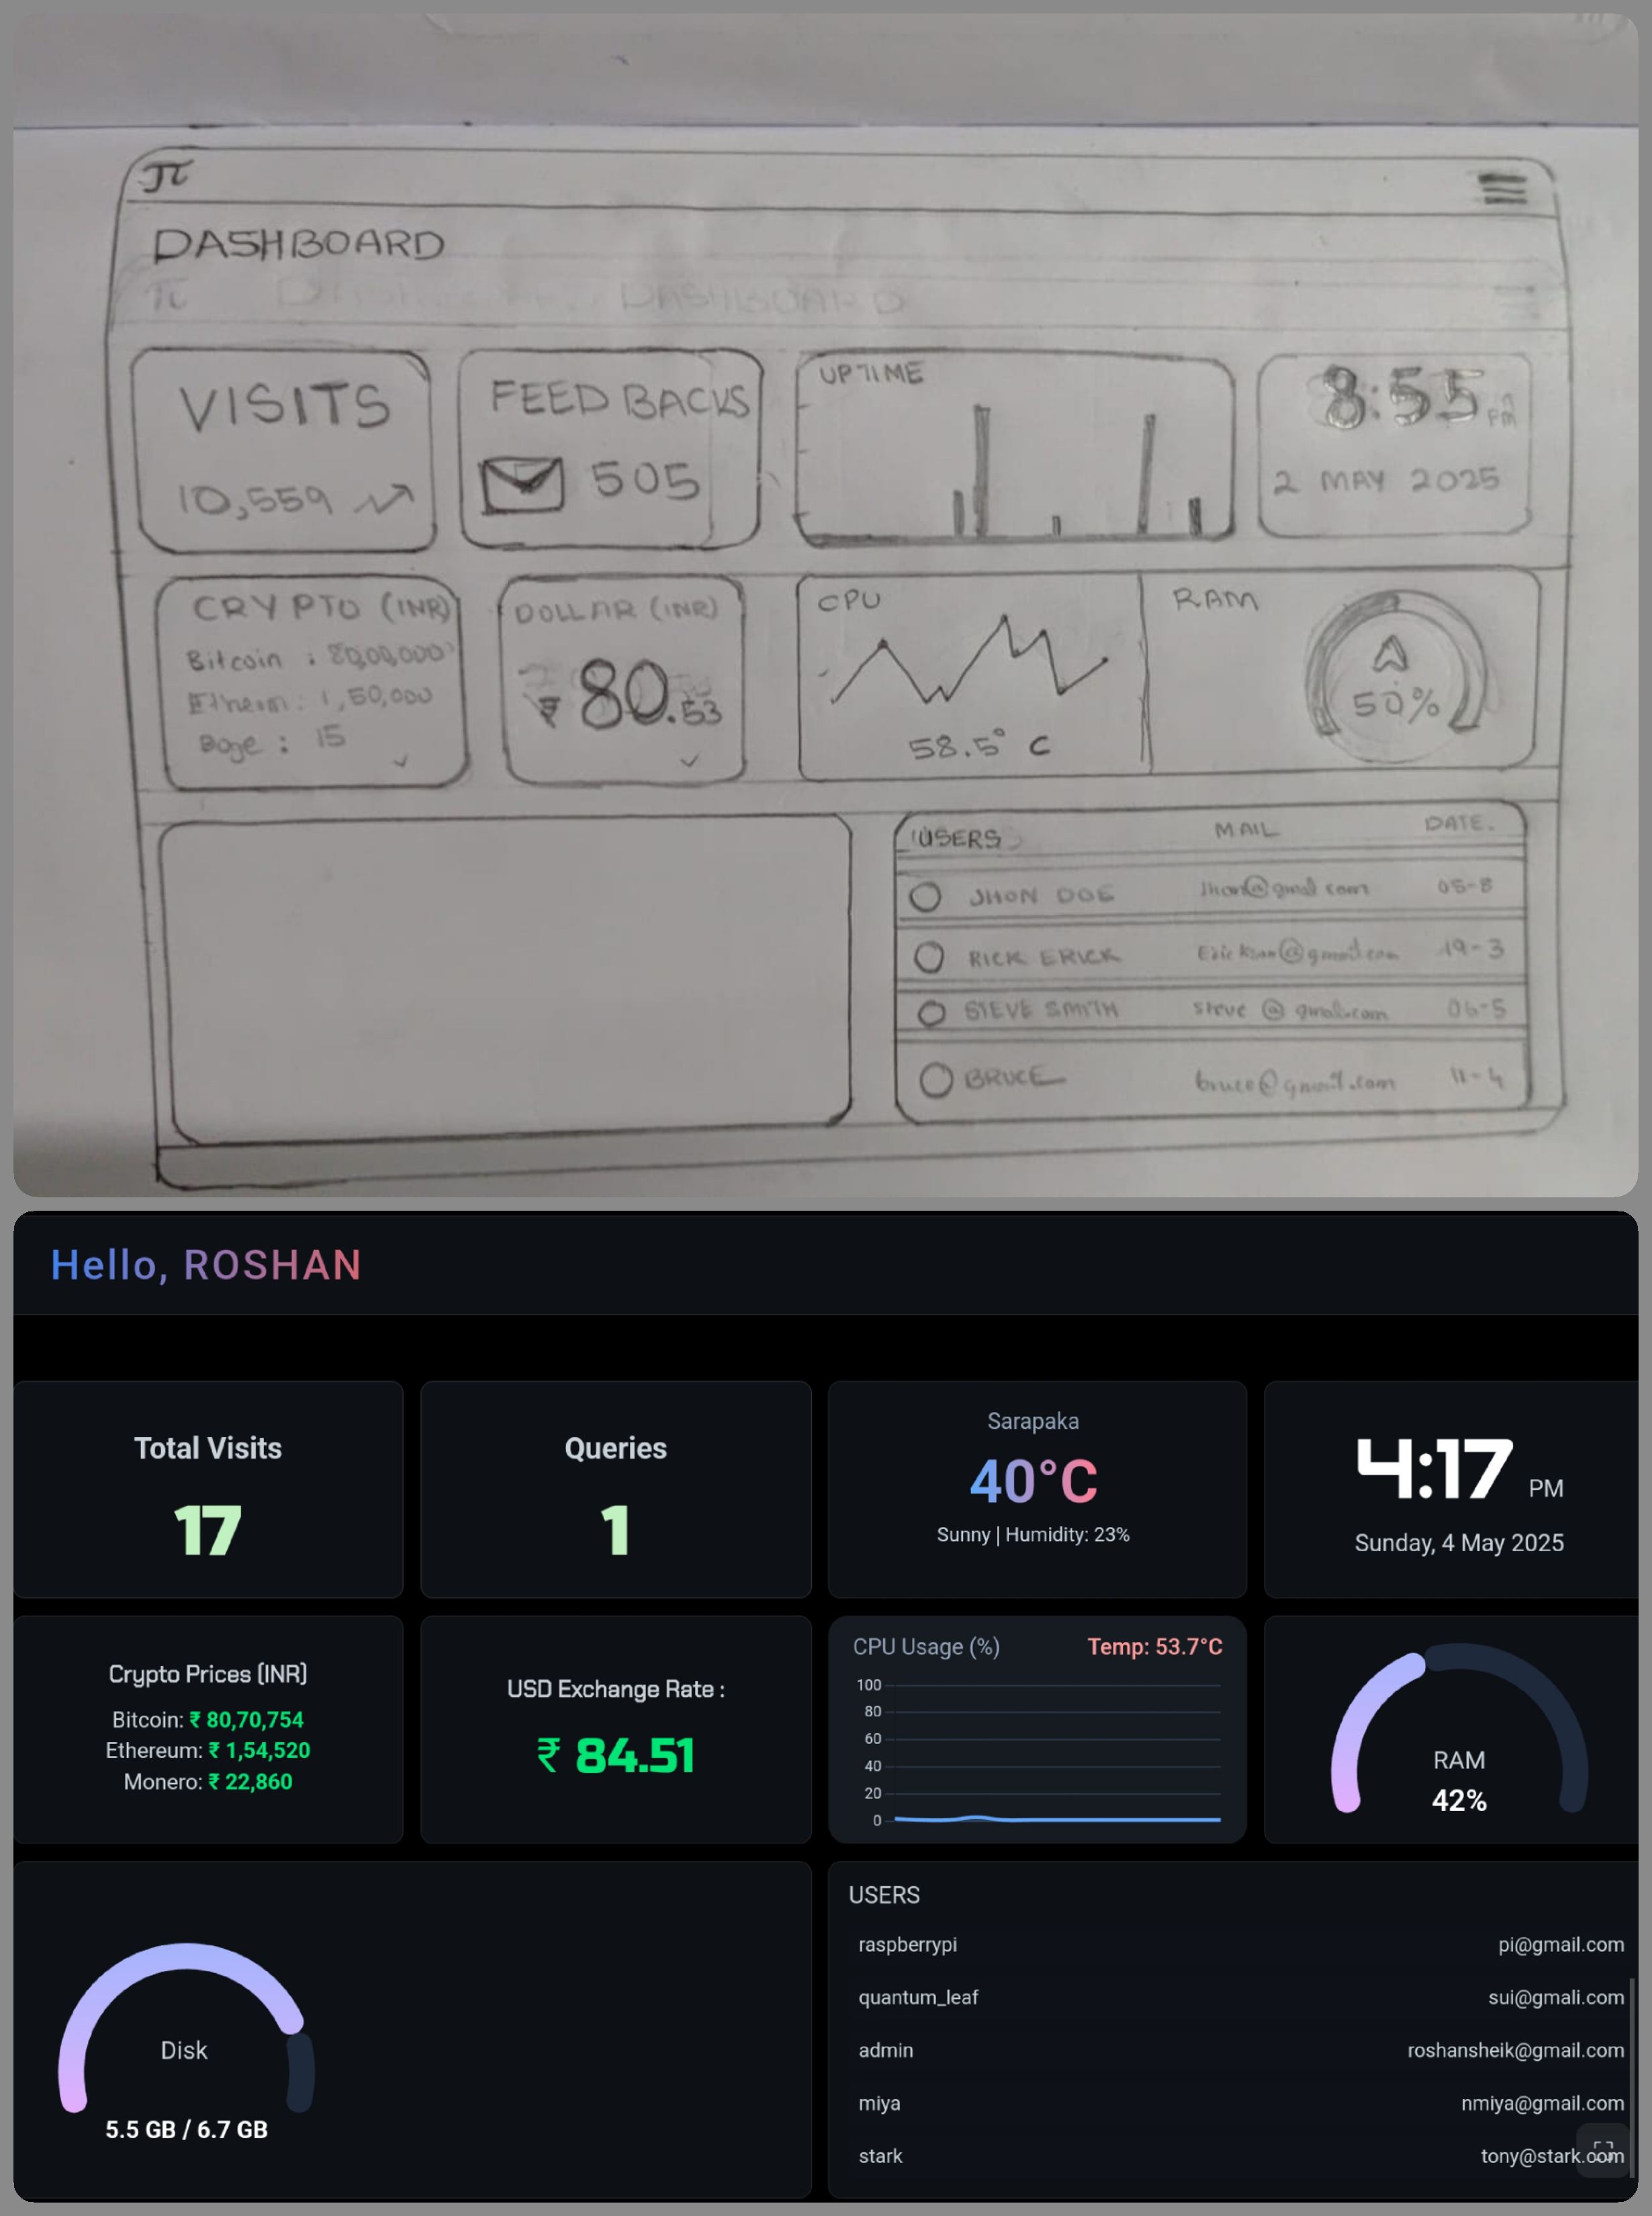 π
DASHBOARD
DASHBOARD
VISITS
10,559
FEED BACKS
505
UPTIME
8:55 PM
2 MAY 2025
CRYPTO (INR)
Bitcoin : 80,00,000
: 1,50,000
Doge : 15
DOLLAR (INR)
₹ 80.53
CPU
58.5° C
RAM
50%
USERS MAIL DATE.
JHON DOE Jhon@gmail.com 05-8
RICK ERICK 19-3
STEVE SMITH steve @ gmail.com 06-5
BRUCE bruce@gmail.com 11-4
Hello, ROSHAN
Total Visits
17
Queries
1
Sarapaka
40°C
Sunny | Humidity: 23%
4:17 PM
Sunday, 4 May 2025
Crypto Prices (INR)
Bitcoin: ₹ 80,70,754
Ethereum: ₹ 1,54,520
Monero: ₹ 22,860
USD Exchange Rate :
₹ 84.51
CPU Usage (%) Temp: 53.7°C
100
80
60
40
20
0
RAM
42%
Disk
5.5 GB / 6.7 GB
USERS
raspberrypi pi@gmail.com
quantum_leaf sui@gmali.com
admin roshansheik@gmail.com
miya nmiya@gmail.com
stark tony@stark.com